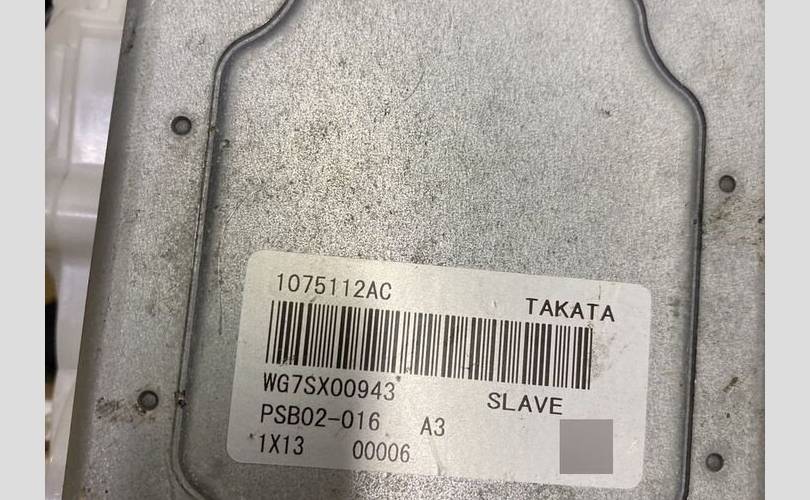 1075112AC
TAKATA
WG7SX00943
SLAVE
PSB02-016 A3
1X13 00006